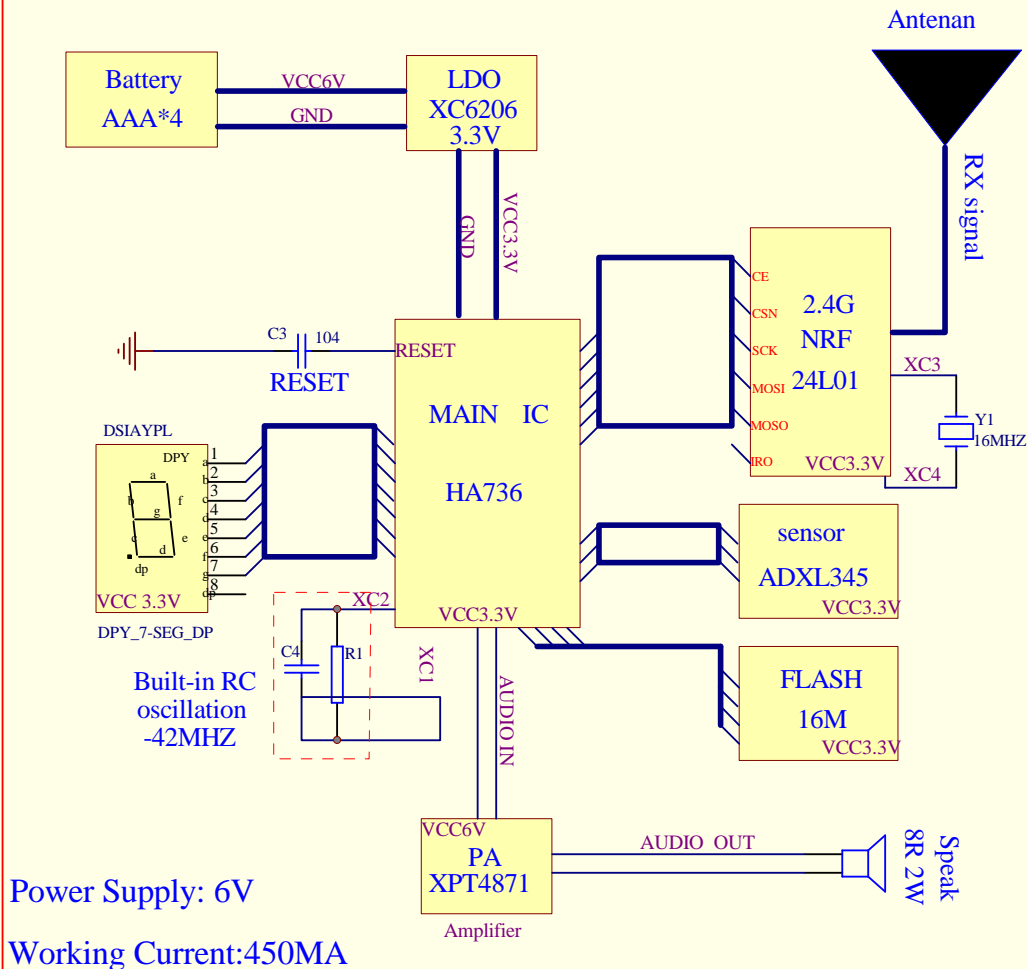 Antenan
Battery
AAA*4
VCC6V
GND
LDO
XC6206
3.3V
GND
VCC3.3V
RX signal
CE
CSN
SCK
MOSI
MOSO
IRO
2.4G
NRF
24L01
VCC3.3V
XC3
XC4
Y1
16MHZ
C3
104
RESET
RESET
MAIN IC
HA736
VCC3.3V
DSIAYPL
DPY
a
b
c
d
e
f
g
dp
1
2
3
4
5
6
7
8
a
b
f
g
c
e
d
dp
VCC 3.3V
DPY_7-SEG_DP
sensor
ADXL345
VCC3.3V
XC2
C4
R1
XC1
Built-in RC
oscillation
-42MHZ
AUDIO IN
FLASH
16M
VCC3.3V
VCC6V
PA
XPT4871
Amplifier
AUDIO OUT
Speak
8R 2W
Power Supply: 6V
Working Current:450MA